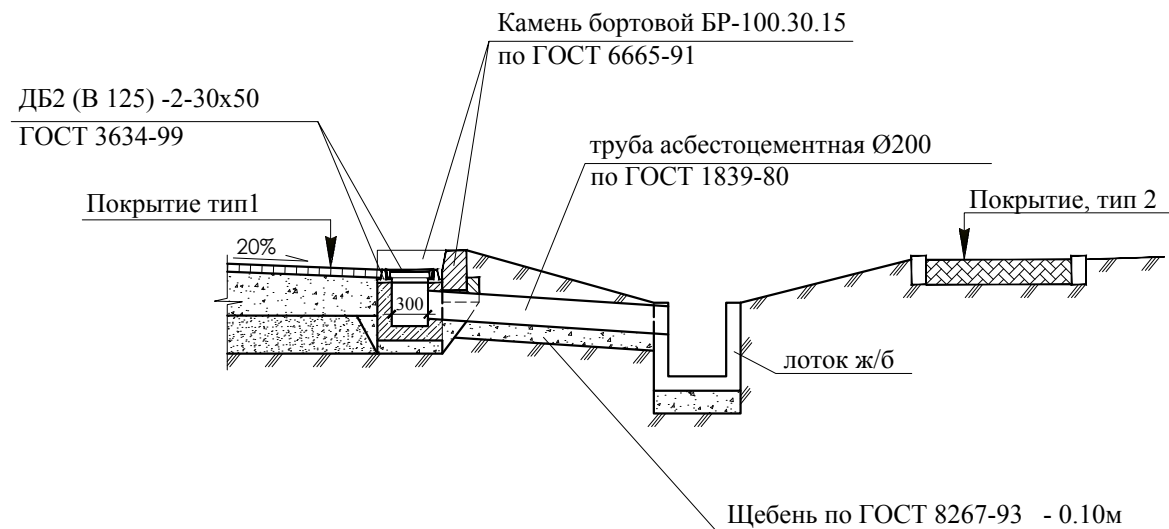 Камень бортовой БР-100.30.15
по ГОСТ 6665-91
ДБ2 (В 125) -2-30х50
ГОСТ 3634-99
труба асбестоцементная Ø200
по ГОСТ 1839-80
Покрытие тип1
Покрытие, тип 2
20%
300
лоток ж/б
Щебень по ГОСТ 8267-93 - 0.10м